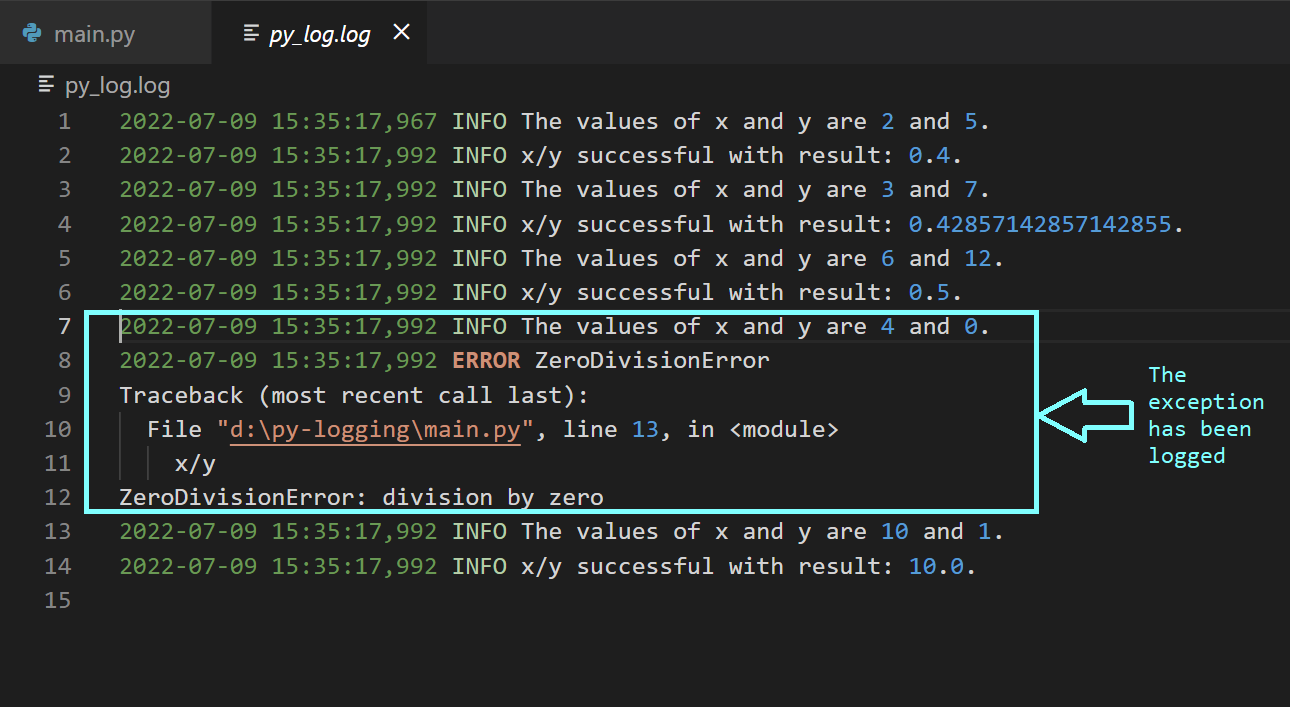 main.py
py_log.log
py_log.log
1 2022-07-09 15:35:17,967 INFO The values of x and y are 2 and 5.
2 2022-07-09 15:35:17,992 INFO x/y successful with result: 0.4.
3 2022-07-09 15:35:17,992 INFO The values of x and y are 3 and 7.
4 2022-07-09 15:35:17,992 INFO x/y successful with result: 0.42857142857142855.
5 2022-07-09 15:35:17,992 INFO The values of x and y are 6 and 12.
6 2022-07-09 15:35:17,992 INFO x/y successful with result: 0.5.
7 2022-07-09 15:35:17,992 INFO The values of x and y are 4 and 0.
8 2022-07-09 15:35:17,992 ERROR ZeroDivisionError
9 Traceback (most recent call last):
10   File "d:\py-logging\main.py", line 13, in <module>
11     x/y
12 ZeroDivisionError: division by zero
13 2022-07-09 15:35:17,992 INFO The values of x and y are 10 and 1.
14 2022-07-09 15:35:17,992 INFO x/y successful with result: 10.0.
15
The
exception
has been
logged